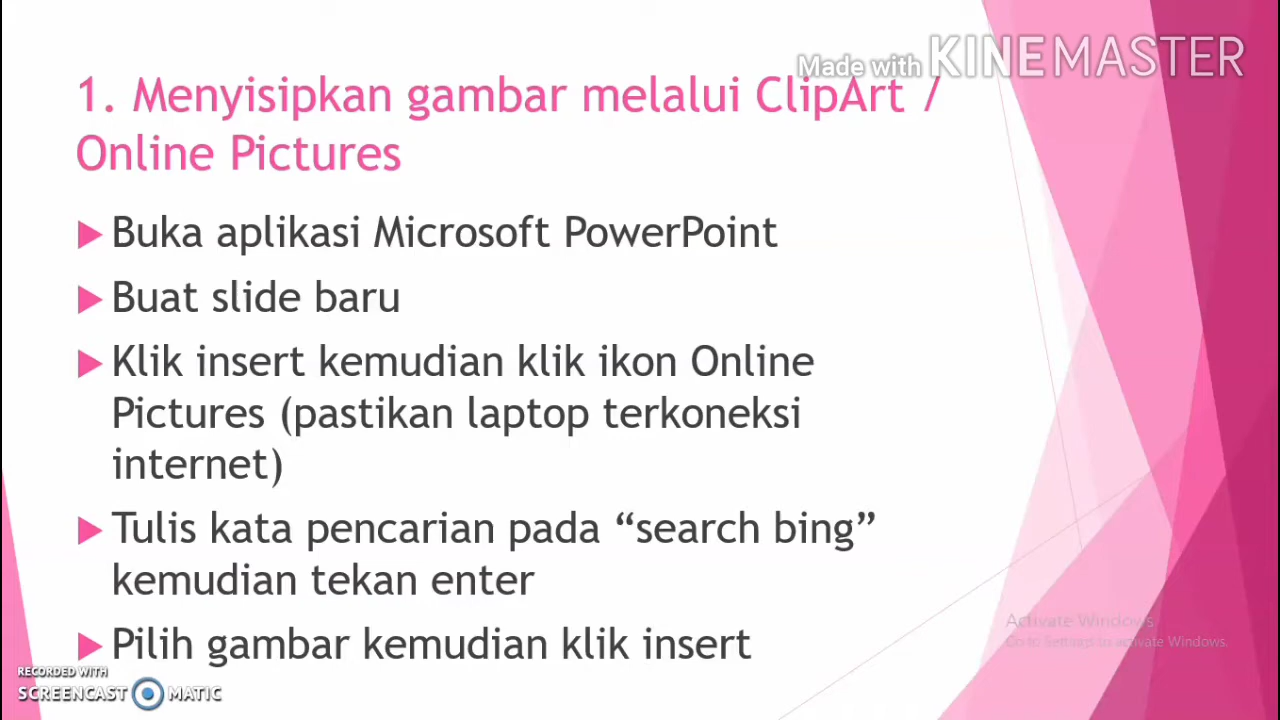 Made with KINEMASTER
1. Menyisipkan gambar melalui ClipArt /
Online Pictures
Buka aplikasi Microsoft PowerPoint
Buat slide baru
Klik insert kemudian klik ikon Online
Pictures (pastikan laptop terkoneksi
internet)
Tulis kata pencarian pada “search bing”
kemudian tekan enter
Pilih gambar kemudian klik insert
Activate Windows
Go to Settings to activate Windows.
RECORDED WITH
SCREENCAST MATIC